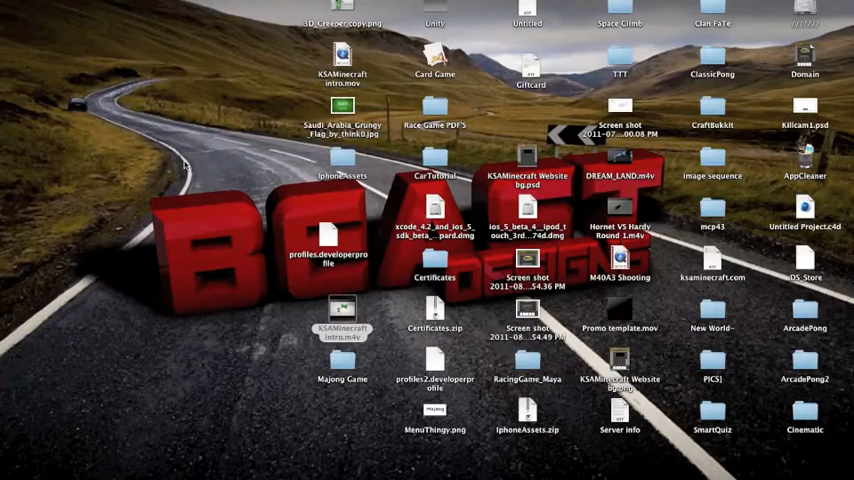 3D_Creeper copy.png
Unity
Untitled
Space Climb
Clan FaTe
///////2
KSAMinecraft
intro.mov
Card Game
Giftcard
TTT
ClassicPong
Domain
Saudi_Arabia_Grungy
_Flag_by_think0.jpg
Race Game PDF'S
Screen shot
2011-07....00.08 PM
CraftBukkit
Killcam1.psd
IphoneAssets
CarTutorial
KSAMinecraft Website
bg.psd
DREAM_LAND.m4v
image sequence
AppCleaner
profiles.developerpro
file
xcode_4.2_and_ios_5_
sdk_beta_...pard.dmg
ios_5_beta_4__ipod_t
ouch_3rd...74d.dmg
Hornet VS Hardy
Round 1.m4v
mcp43
Untitled Project.c4d
Certificates
Screen shot
2011-08....54.36 PM
M40A3 Shooting
ksaminecraft.com
DS_Store
KSAMinecraft
intro.m4v
Certificates.zip
Screen shot
2011-08....54.49 PM
Promo template.mov
New World-
ArcadePong
Majong Game
profiles2.developerpr
ofile
RacingGame_Maya
KSAMinecraft Website
bg.png
PICS]
ArcadePong2
Majong
MenuThingy.png
IphoneAssets.zip
Server info
SmartQuiz
Cinematic
BEAST
DESIGNS